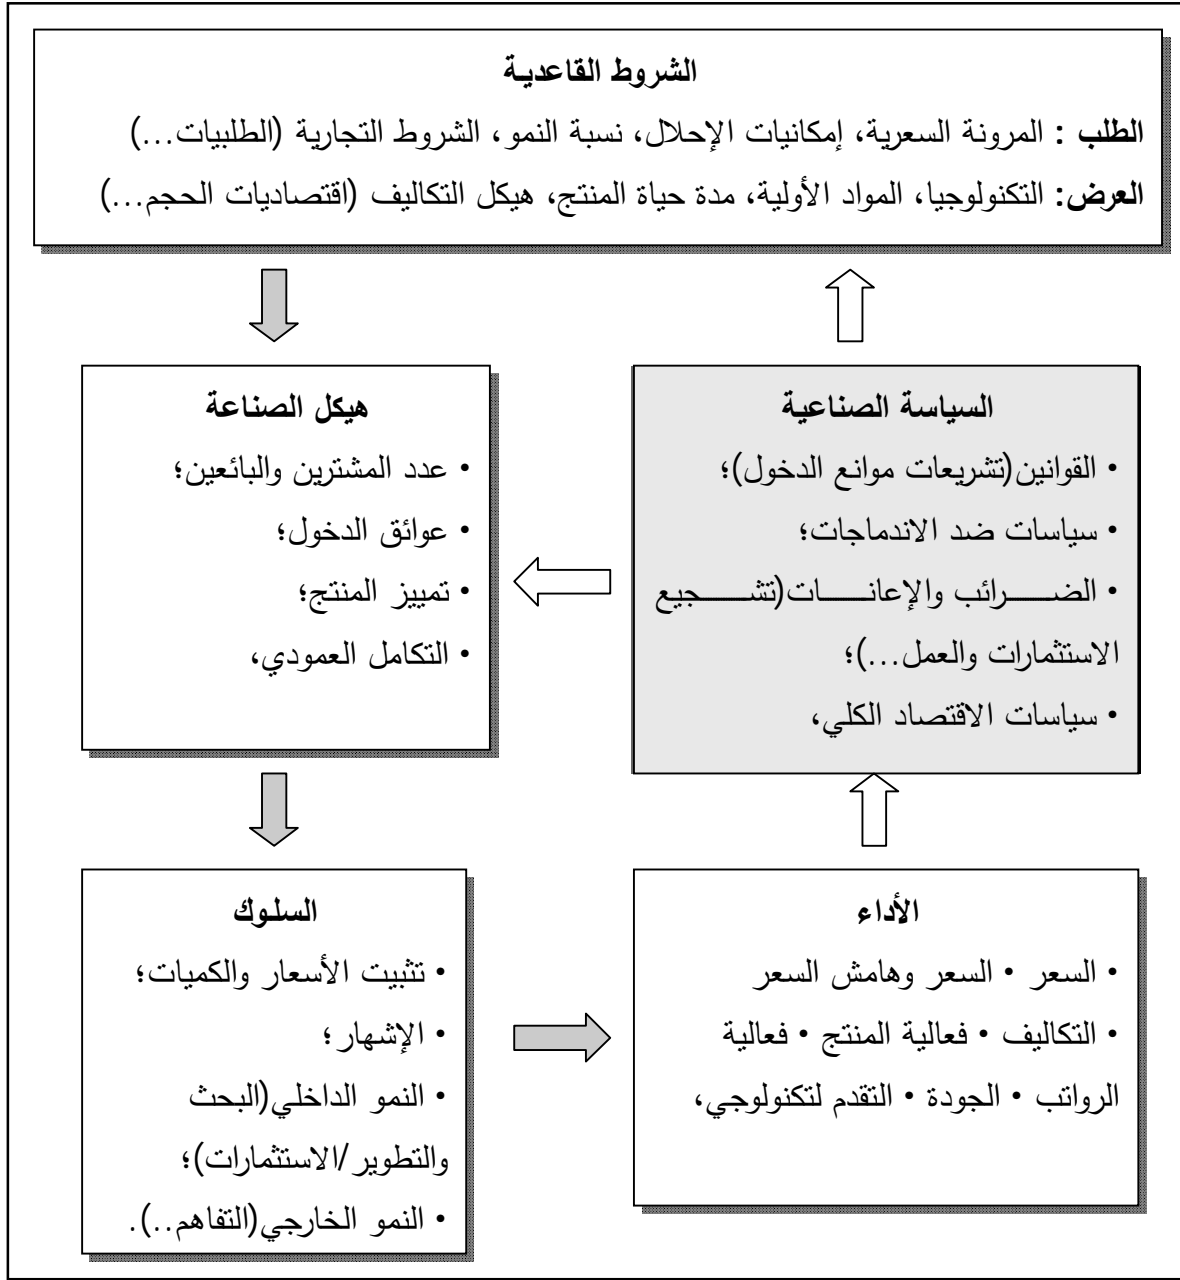 الشروط القاعدية
الطلب : المرونة السعرية، إمكانيات الإحلال، نسبة النمو، الشروط التجارية (الطلبيات...)
العرض: التكنولوجيا، المواد الأولية، مدة حياة المنتج، هيكل التكاليف (اقتصاديات الحجم...)
هيكل الصناعة
• عدد المشترين والبائعين؛
• عوائق الدخول؛
• تمييز المنتج؛
• التكامل العمودي،
السياسة الصناعية
• القوانين(تشريعات موانع الدخول)؛
• سياسات ضد الاندماجات؛
• الضـــــرائب والإعانـــــات(تشـــــجيع
الاستثمارات والعمل...)؛
• سياسات الاقتصاد الكلي،
السلوك
• تثبيت الأسعار والكميات؛
• الإشهار؛
• النمو الداخلي(البحث
والتطوير/الاستثمارات)؛
• النمو الخارجي(التفاهم..).
الأداء
• السعر • السعر وهامش السعر
• التكاليف • فعالية المنتج • فعالية
الرواتب • الجودة • التقدم لتكنولوجي،